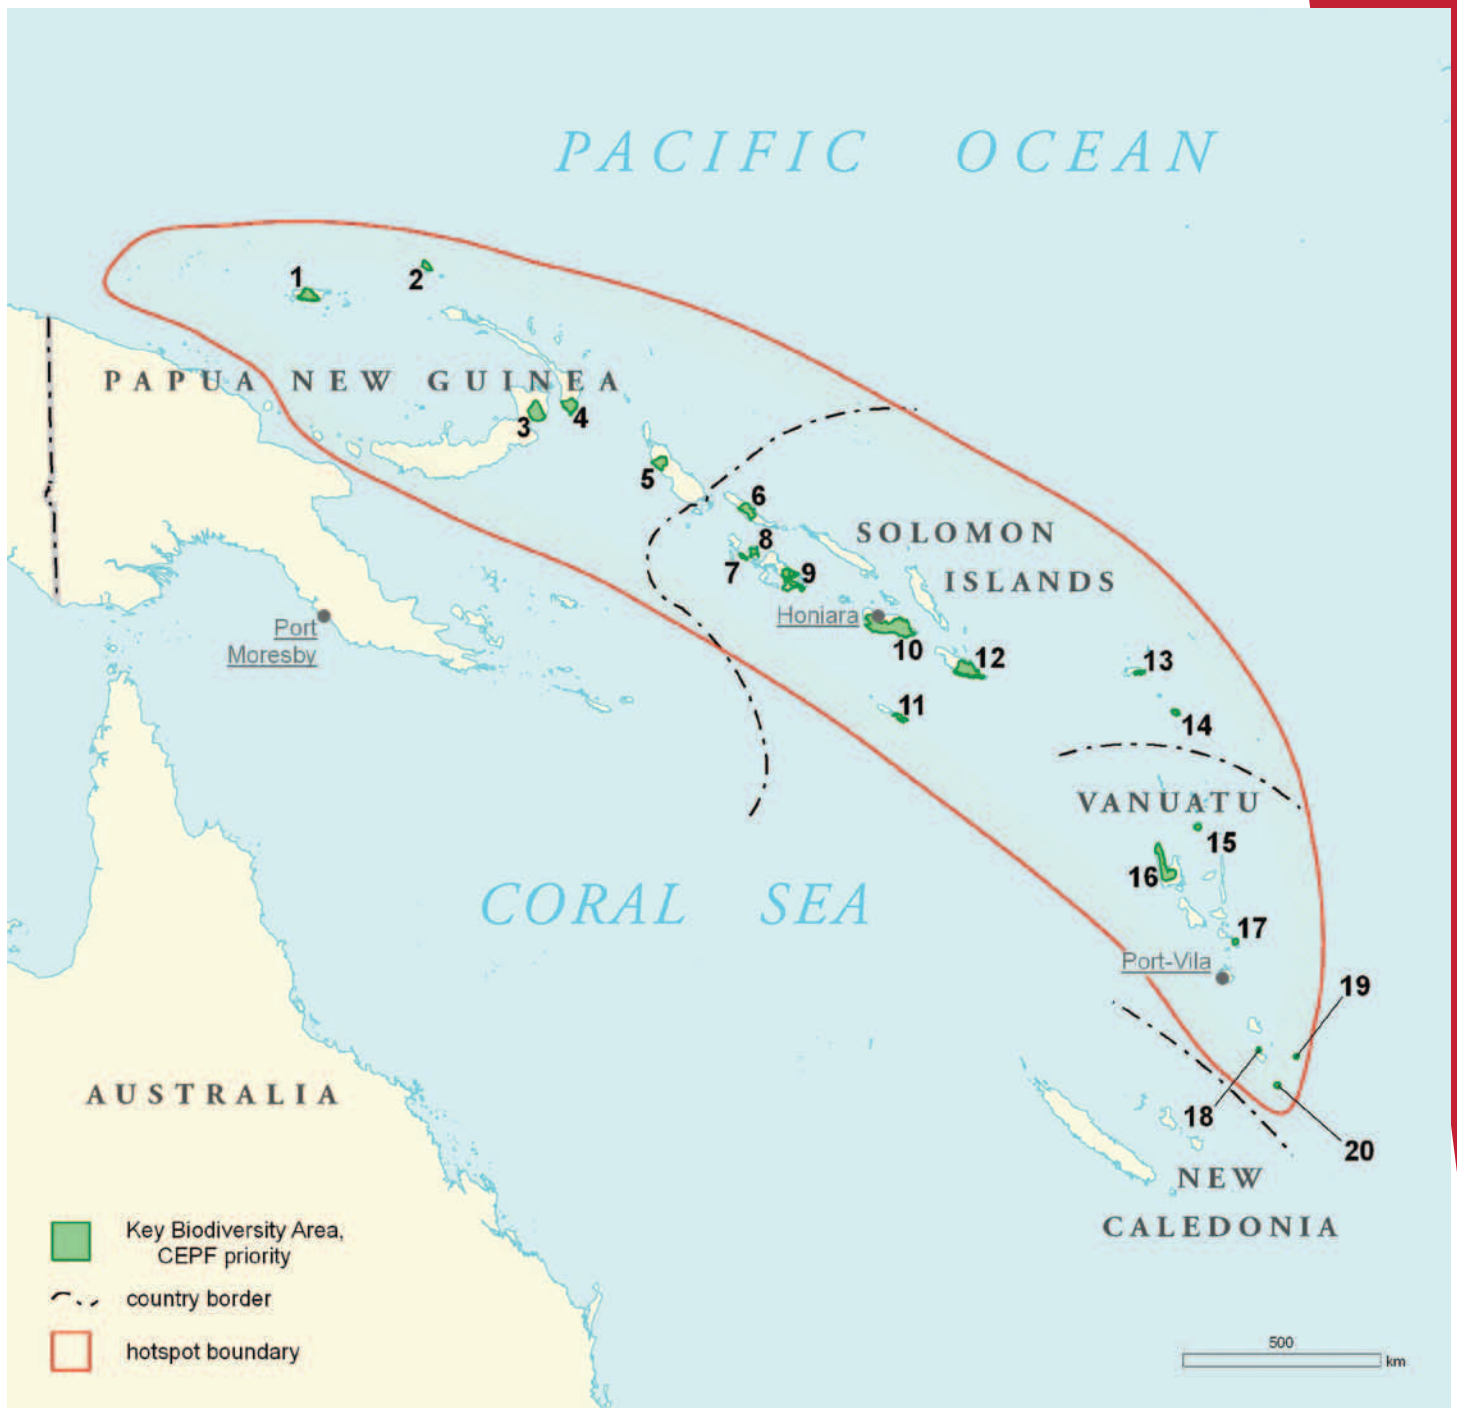 PACIFIC OCEAN
1
2
PAPUA NEW GUINEA
3
4
5
6
SOLOMON
ISLANDS
8
7
9
Honiara
10
Port
Moresby
12
13
11
14
VANUATU
15
16
CORAL SEA
17
Port-Vila
19
AUSTRALIA
18
20
NEW
CALEDONIA
Key Biodiversity Area,
CEPF priority
country border
hotspot boundary
500
km